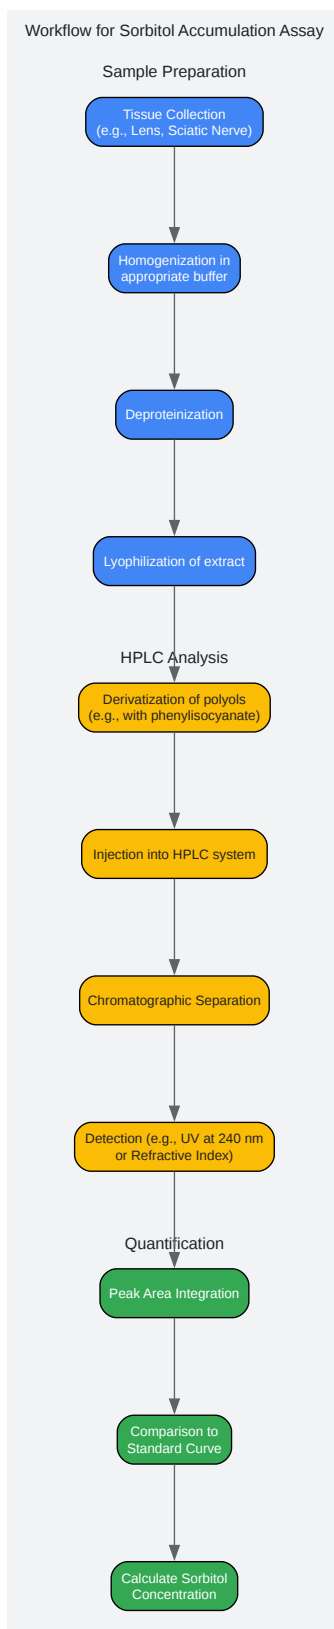 Workflow for Sorbitol Accumulation Assay
Sample Preparation
Tissue Collection
(e.g., Lens, Sciatic Nerve)
Homogenization in
appropriate buffer
Deproteinization
Lyophilization of extract
HPLC Analysis
Derivatization of polyols
(e.g., with phenylisocyanate)
Injection into HPLC system
Chromatographic Separation
Detection (e.g., UV at 240 nm
or Refractive Index)
Quantification
Peak Area Integration
Comparison to
Standard Curve
Calculate Sorbitol
Concentration